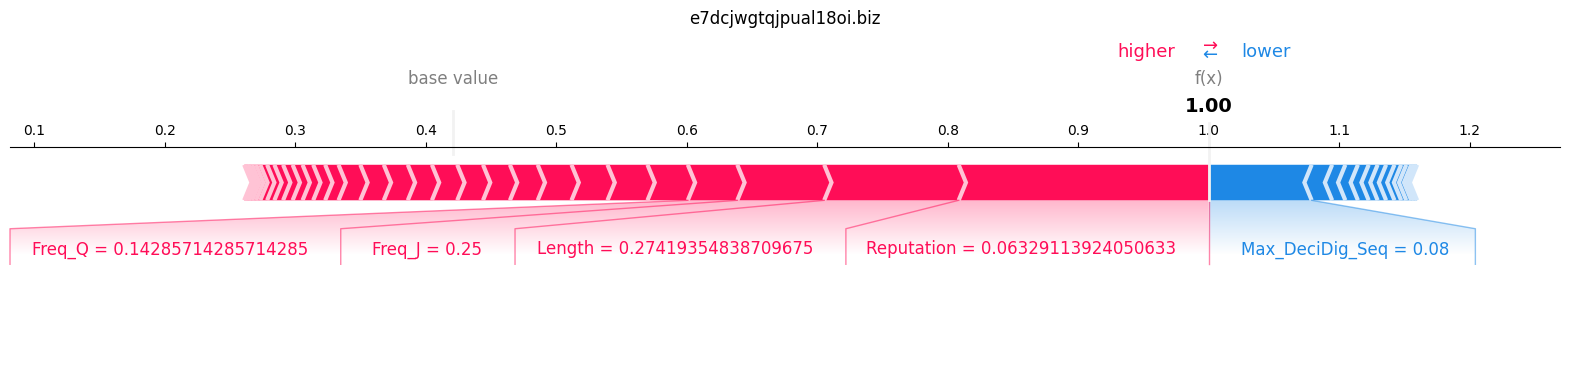 e7dcjwgtqjpual18oi.biz
higher → ← lower
base value f(x)
1.00
0.1 0.2 0.3 0.4 0.5 0.6 0.7 0.8 0.9 1.0 1.1 1.2
Freq_Q = 0.14285714285714285 Freq_J = 0.25 Length = 0.27419354838709675 Reputation = 0.06329113924050633 Max_DeciDig_Seq = 0.08